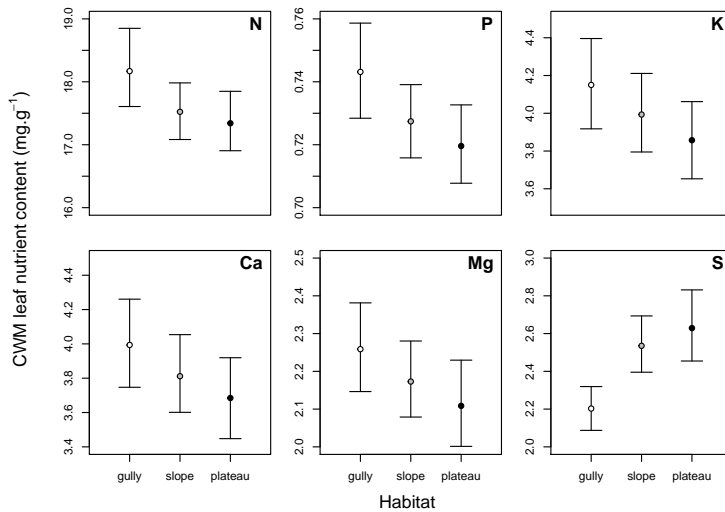 CWM leaf nutrient content (mg.g⁻¹)
N
19.0
18.0
17.0
16.0
P
0.76
0.74
0.72
0.70
K
4.4
4.2
4.0
3.8
3.6
Ca
4.4
4.2
4.0
3.8
3.6
3.4
gully slope plateau
Mg
2.5
2.4
2.3
2.2
2.1
2.0
gully slope plateau
S
3.0
2.8
2.6
2.4
2.2
2.0
gully slope plateau
Habitat